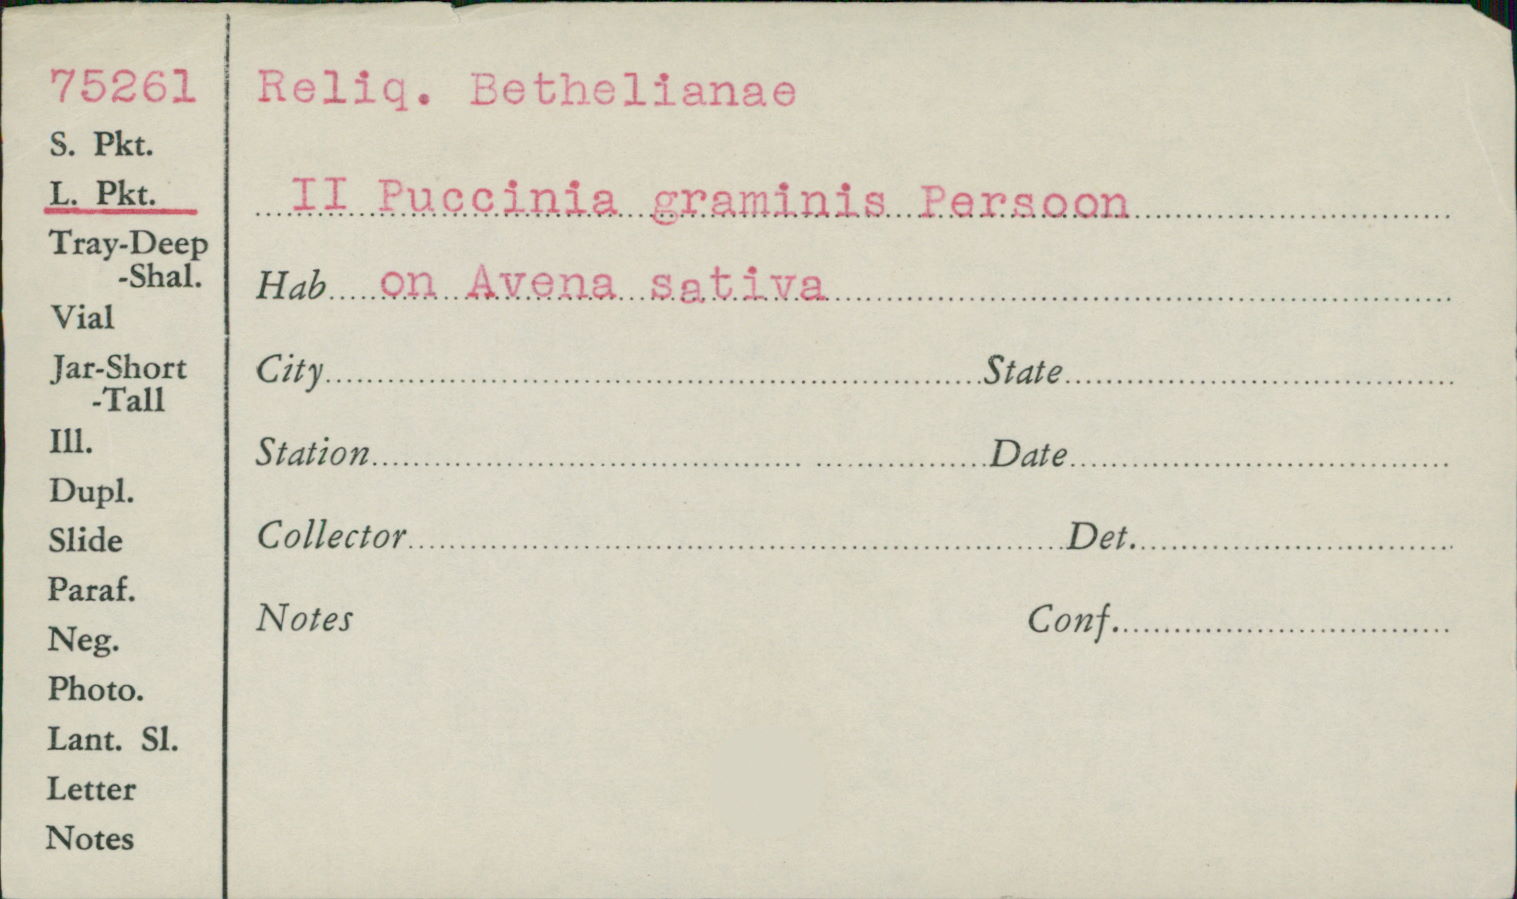 75261
Reliq. Bethelianae
S. Pkt.
L. Pkt.
II Puccinia graminis Persoon
Tray-Deep
-Shal.
Hab on Avena sativa
Vial
Jar-Short
-Tall
City State
Ill.
Station Date
Dupl.
Slide
Collector Det.
Paraf.
Notes Conf.
Neg.
Photo.
Lant. Sl.
Letter
Notes